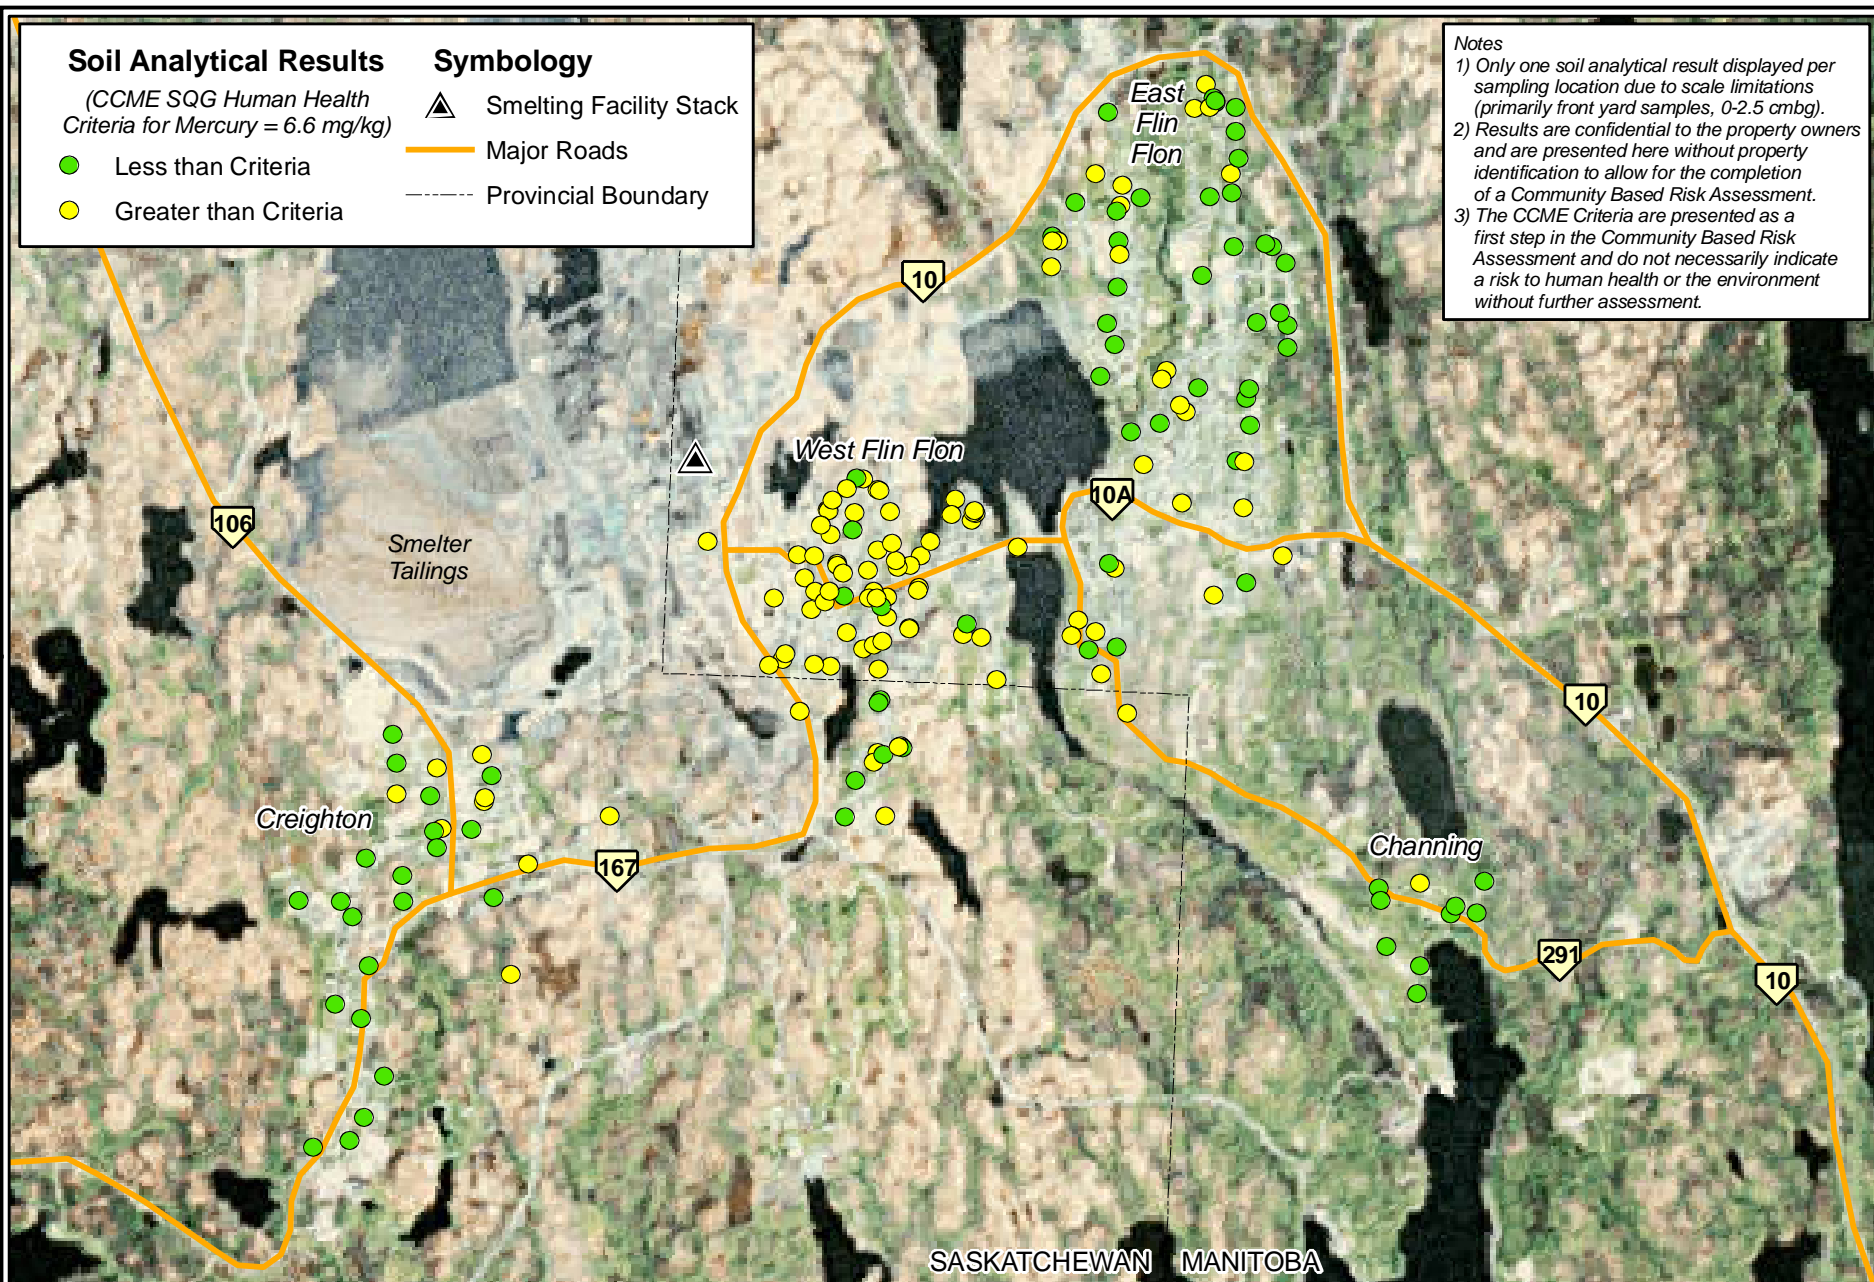 Soil Analytical Results
(CCME SQG Human Health
Criteria for Mercury = 6.6 mg/kg)
Less than Criteria
Greater than Criteria
Symbology
Smelting Facility Stack
Major Roads
Provincial Boundary
Notes
1) Only one soil analytical result displayed per
sampling location due to scale limitations
(primarily front yard samples, 0-2.5 cmbg).
2) Results are confidential to the property owners
and are presented here without property
identification to allow for the completion
of a Community Based Risk Assessment.
3) The CCME Criteria are presented as a
first step in the Community Based Risk
Assessment and do not necessarily indicate
a risk to human health or the environment
without further assessment.
East
Flin
Flon
10
West Flin Flon
10A
106
Smelter
Tailings
10
Creighton
167
Channing
291
10
SASKATCHEWAN MANITOBA